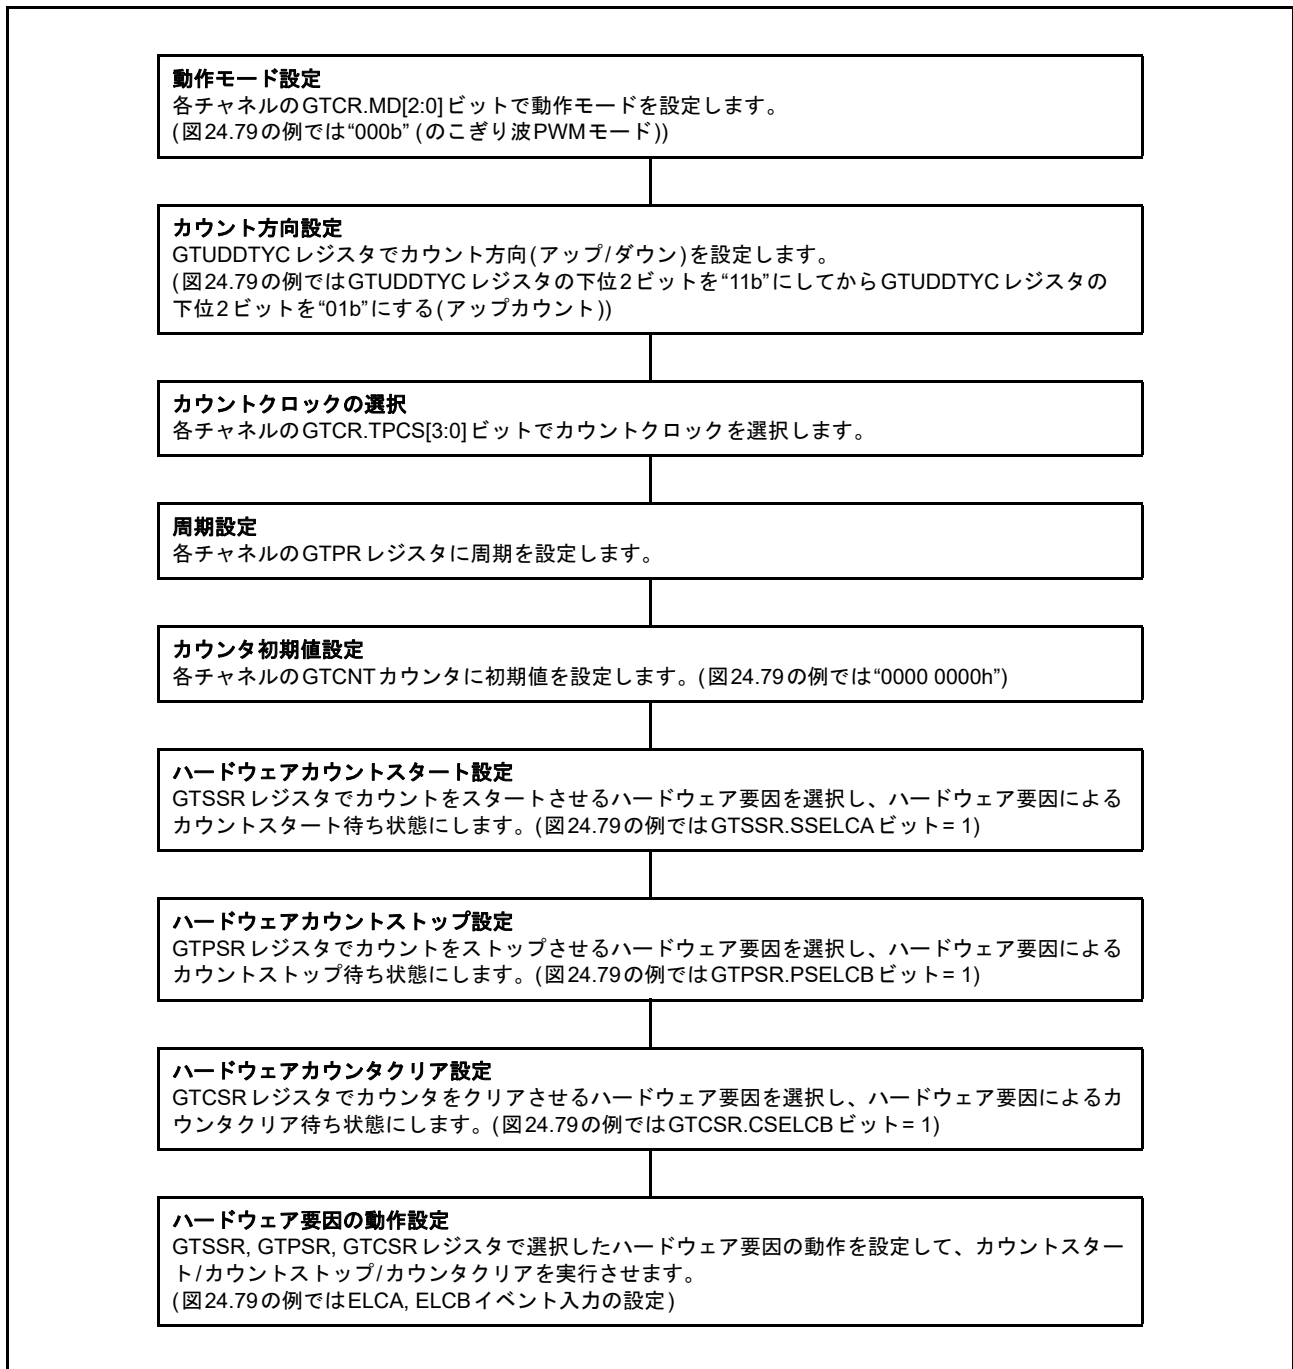 動作モード設定
各チャネルのGTCR.MD[2:0]ビットで動作モードを設定します。
(図24.79の例では“000b” (のこぎり波PWMモード))
カウント方向設定
GTUDDTYCレジスタでカウント方向(アップ/ダウン)を設定します。
(図24.79の例ではGTUDDTYCレジスタの下位2ビットを“11b”にしてからGTUDDTYCレジスタの
下位2ビットを“01b”にする(アップカウント))
カウントクロックの選択
各チャネルのGTCR.TPCS[3:0]ビットでカウントクロックを選択します。
周期設定
各チャネルのGTPRレジスタに周期を設定します。
カウンタ初期値設定
各チャネルのGTCNTカウンタに初期値を設定します。(図24.79の例では“0000 0000h”)
ハードウェアカウントスタート設定
GTSSRレジスタでカウントをスタートさせるハードウェア要因を選択し、ハードウェア要因による
カウントスタート待ち状態にします。(図24.79の例ではGTSSR.SSELCAビット= 1)
ハードウェアカウントストップ設定
GTPSRレジスタでカウントをストップさせるハードウェア要因を選択し、ハードウェア要因による
カウントストップ待ち状態にします。(図24.79の例ではGTPSR.PSELCBビット= 1)
ハードウェアカウンタクリア設定
GTCSRレジスタでカウンタをクリアさせるハードウェア要因を選択し、ハードウェア要因によるカ
ウンタクリア待ち状態にします。(図24.79の例ではGTCSR.CSELCBビット= 1)
ハードウェア要因の動作設定
GTSSR, GTPSR, GTCSRレジスタで選択したハードウェア要因の動作を設定して、カウントスター
ト/カウントストップ/カウンタクリアを実行させます。
(図24.79の例ではELCA, ELCBイベント入力の設定)